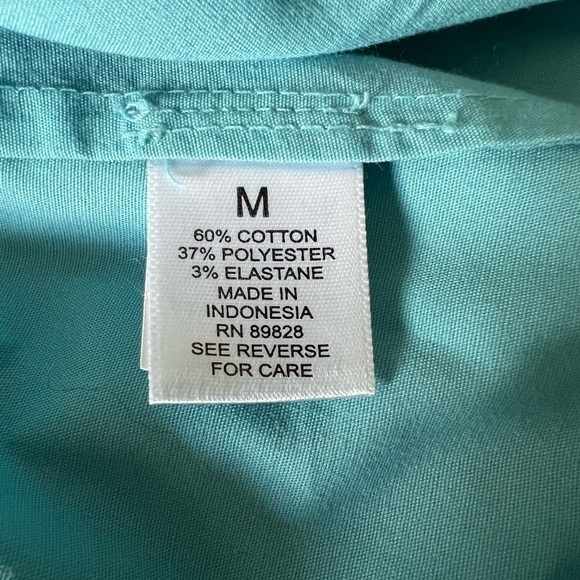 M
60% COTTON
37% POLYESTER
3% ELASTANE
MADE IN
INDONESIA
RN 89828
SEE REVERSE
FOR CARE